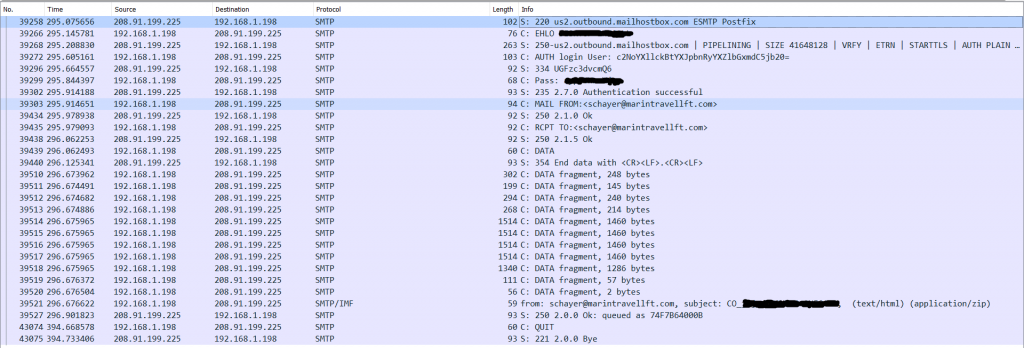 No. Time Source Destination Protocol Length Info
39258 295.075656 208.91.199.225 192.168.1.198 SMTP 102 S: 220 us2.outbound.mailhostbox.com ESMTP Postfix
39266 295.145781 192.168.1.198 208.91.199.225 SMTP 76 C: EHLO
39268 295.208830 208.91.199.225 192.168.1.198 SMTP 263 S: 250-us2.outbound.mailhostbox.com | PIPELINING | SIZE 41648128 | VRFY | ETRN | STARTTLS | AUTH PLAIN …
39272 295.605161 192.168.1.198 208.91.199.225 SMTP 103 C: AUTH login User: c2NoYXllckBtYXJpbnRyYXZlbGxmdC5jb20=
39296 295.664557 208.91.199.225 192.168.1.198 SMTP 92 S: 334 UGFzc3dvcmQ6
39299 295.844397 192.168.1.198 208.91.199.225 SMTP 68 C: Pass:
39302 295.914188 208.91.199.225 192.168.1.198 SMTP 93 S: 235 2.7.0 Authentication successful
39303 295.914651 192.168.1.198 208.91.199.225 SMTP 94 C: MAIL FROM:<schayer@marintravellft.com>
39434 295.978938 208.91.199.225 192.168.1.198 SMTP 92 S: 250 2.1.0 Ok
39435 295.979093 192.168.1.198 208.91.199.225 SMTP 92 C: RCPT TO:<schayer@marintravellft.com>
39438 296.062253 208.91.199.225 192.168.1.198 SMTP 92 S: 250 2.1.5 Ok
39439 296.062493 192.168.1.198 208.91.199.225 SMTP 60 C: DATA
39440 296.125341 208.91.199.225 192.168.1.198 SMTP 93 S: 354 End data with <CR><LF>.<CR><LF>
39510 296.673962 192.168.1.198 208.91.199.225 SMTP 302 C: DATA fragment, 248 bytes
39511 296.674491 192.168.1.198 208.91.199.225 SMTP 199 C: DATA fragment, 145 bytes
39512 296.674682 192.168.1.198 208.91.199.225 SMTP 294 C: DATA fragment, 240 bytes
39513 296.674886 192.168.1.198 208.91.199.225 SMTP 268 C: DATA fragment, 214 bytes
39514 296.675965 192.168.1.198 208.91.199.225 SMTP 1514 C: DATA fragment, 1460 bytes
39515 296.675965 192.168.1.198 208.91.199.225 SMTP 1514 C: DATA fragment, 1460 bytes
39516 296.675965 192.168.1.198 208.91.199.225 SMTP 1514 C: DATA fragment, 1460 bytes
39517 296.675965 192.168.1.198 208.91.199.225 SMTP 1514 C: DATA fragment, 1460 bytes
39518 296.675965 192.168.1.198 208.91.199.225 SMTP 1340 C: DATA fragment, 1286 bytes
39519 296.676372 192.168.1.198 208.91.199.225 SMTP 111 C: DATA fragment, 57 bytes
39520 296.676504 192.168.1.198 208.91.199.225 SMTP 56 C: DATA fragment, 2 bytes
39521 296.676622 192.168.1.198 208.91.199.225 SMTP/IMF 59 from: schayer@marintravellft.com, subject: CO_ , (text/html) (application/zip)
39527 296.901823 208.91.199.225 192.168.1.198 SMTP 93 S: 250 2.0.0 Ok: queued as 74F7B64000B
43074 394.668578 192.168.1.198 208.91.199.225 SMTP 60 C: QUIT
43075 394.733406 208.91.199.225 192.168.1.198 SMTP 93 S: 221 2.0.0 Bye